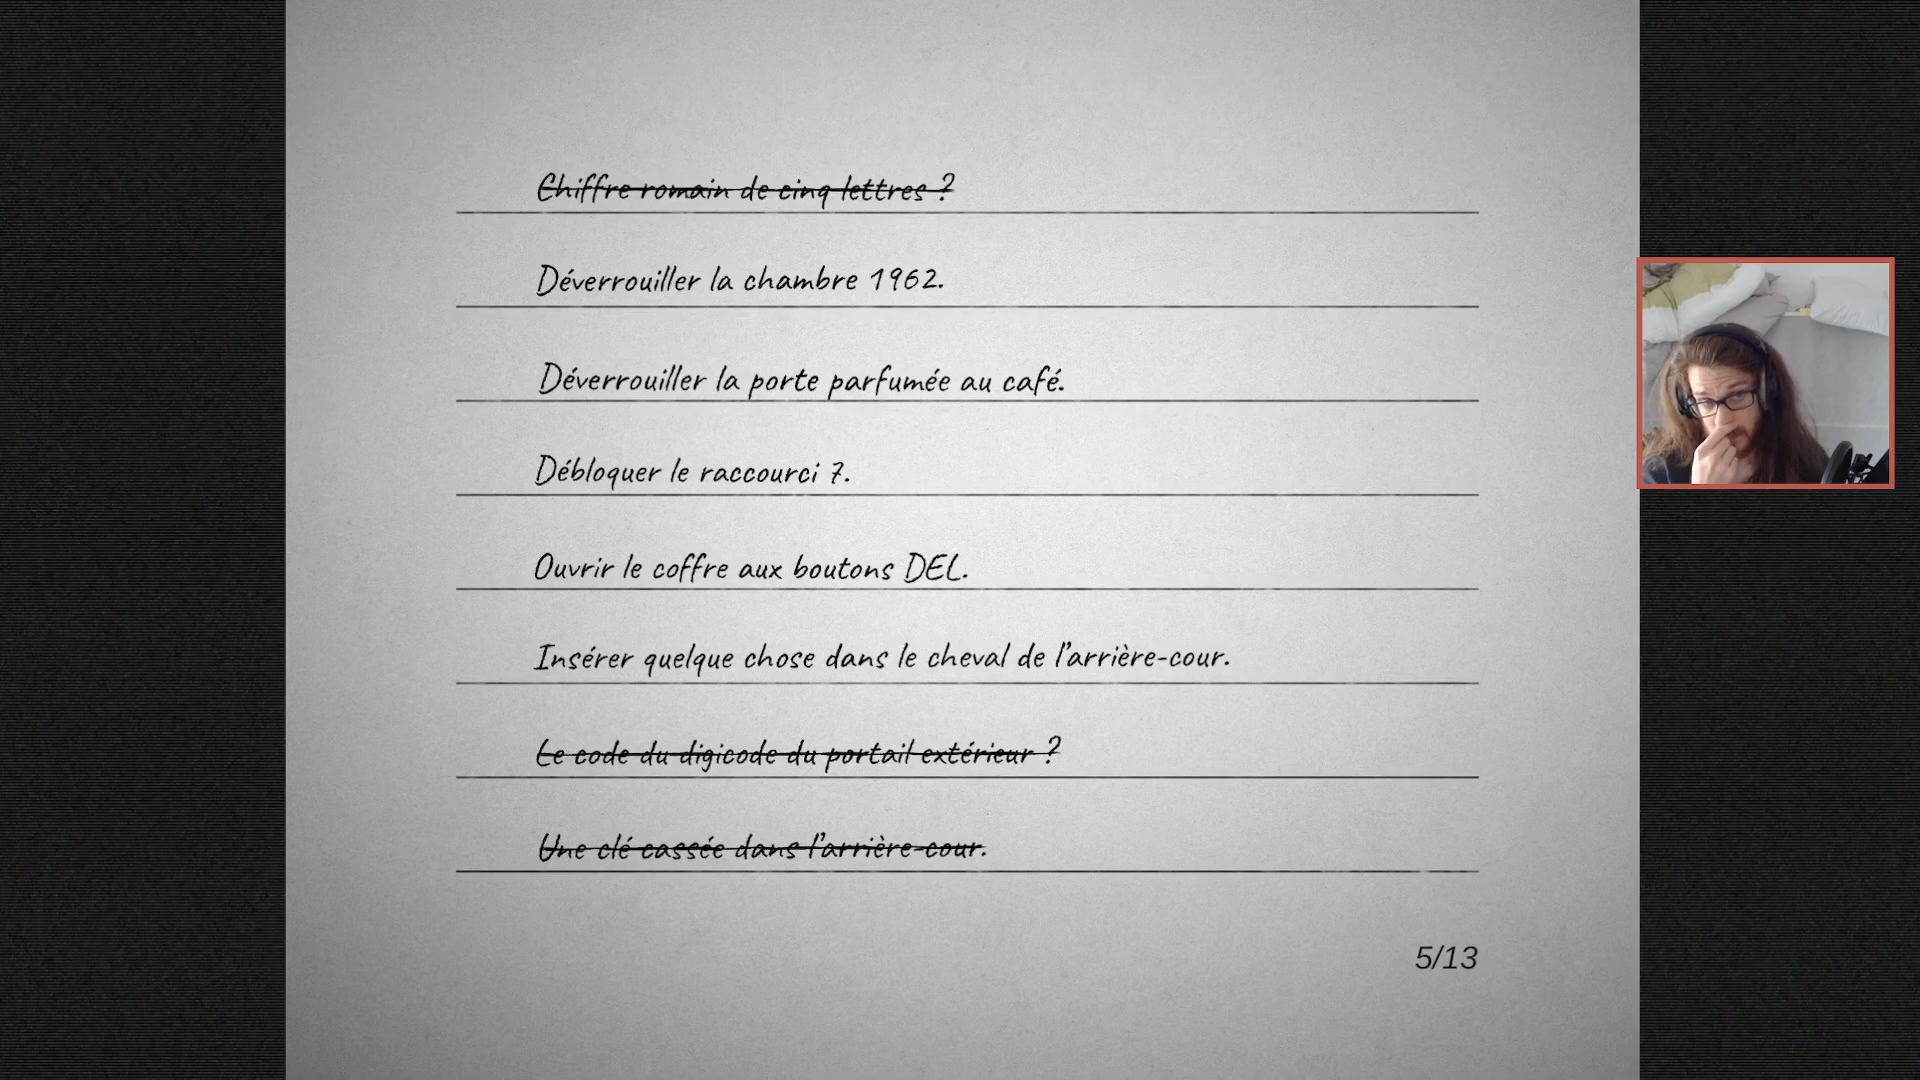 Chiffre romain de cinq lettres ?
Déverrouiller la chambre 1962.
Déverrouiller la porte parfumée au café.
Débloquer le raccourci 7.
Ouvrir le coffre aux boutons DEL.
Insérer quelque chose dans le cheval de l'arrière-cour.
Le code du digicode du portail extérieur ?
Une clé cassée dans l'arrière-cour.
5/13